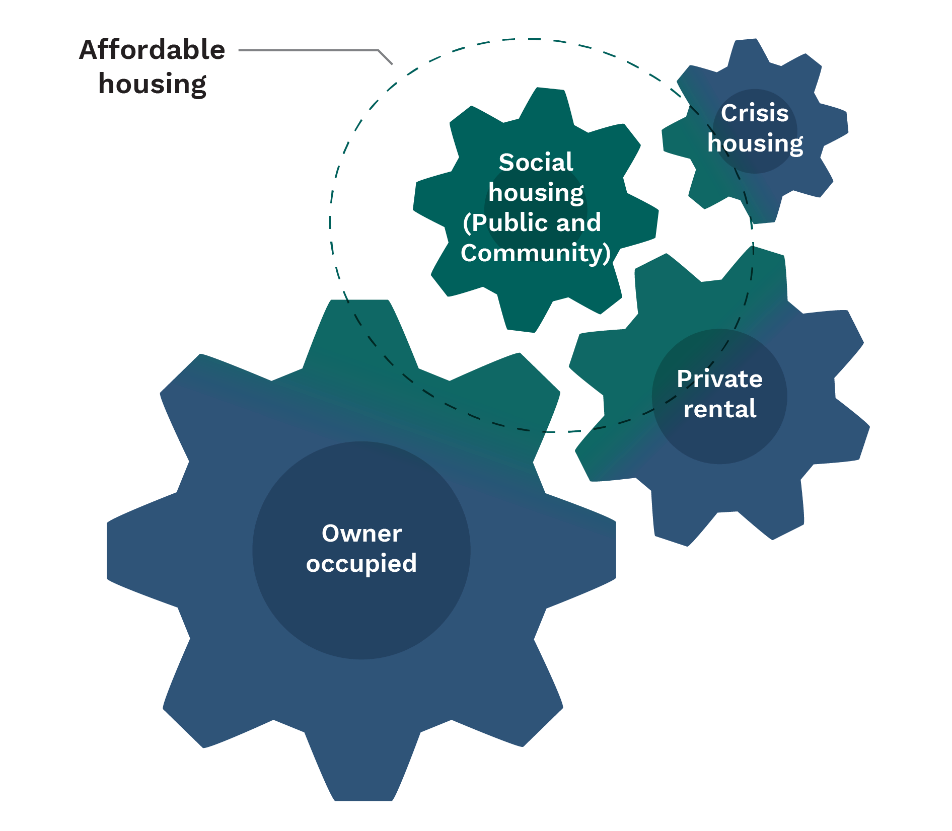 Affordable
housing
Crisis
housing
Social
housing
(Public and
Community)
Private
rental
Owner
occupied